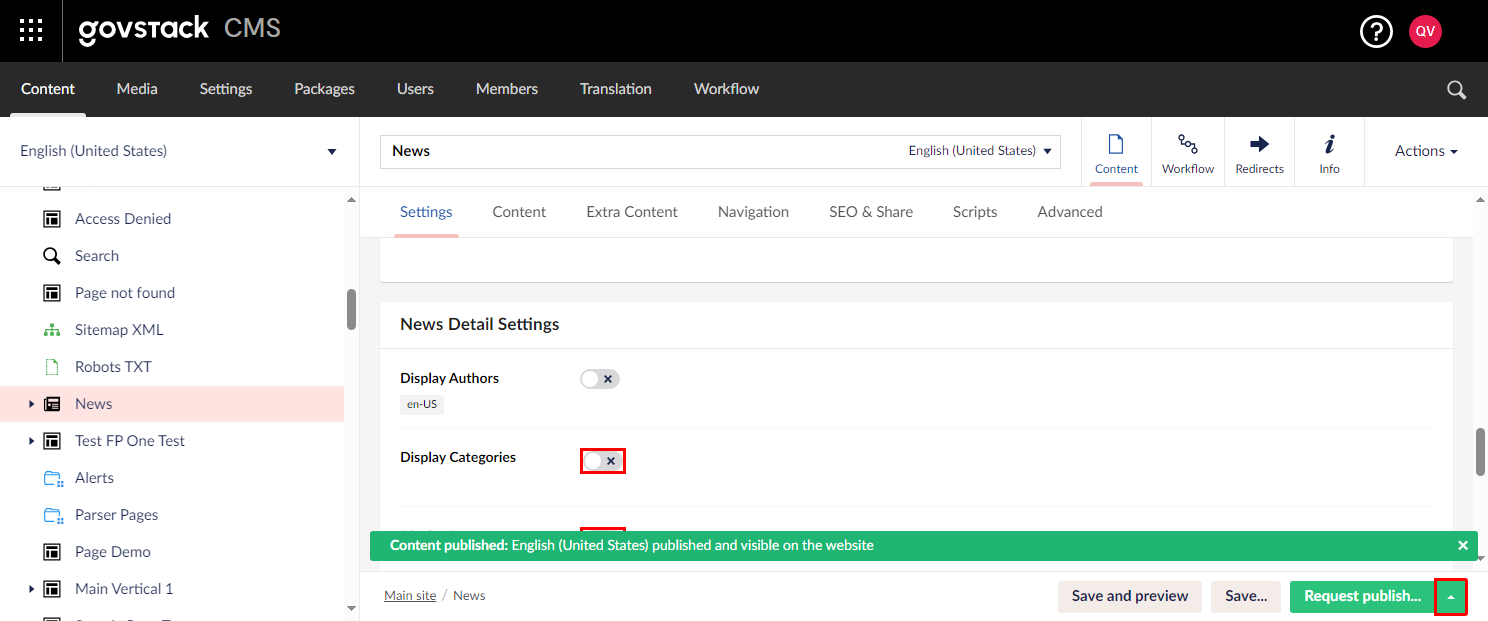 govstack CMS
?
QV
Content Media Settings Packages Users Members Translation Workflow
English (United States)
News English (United States)
Content
Workflow
Redirects
Info
Actions
Access Denied
Search
Page not found
Sitemap XML
Robots TXT
News
Test FP One Test
Alerts
Parser Pages
Page Demo
Main Vertical 1
Settings Content Extra Content Navigation SEO & Share Scripts Advanced
News Detail Settings
Display Authors
en-US
Display Categories
Content published: English (United States) published and visible on the website
Main site / News
Save and preview
Save...
Request publish...